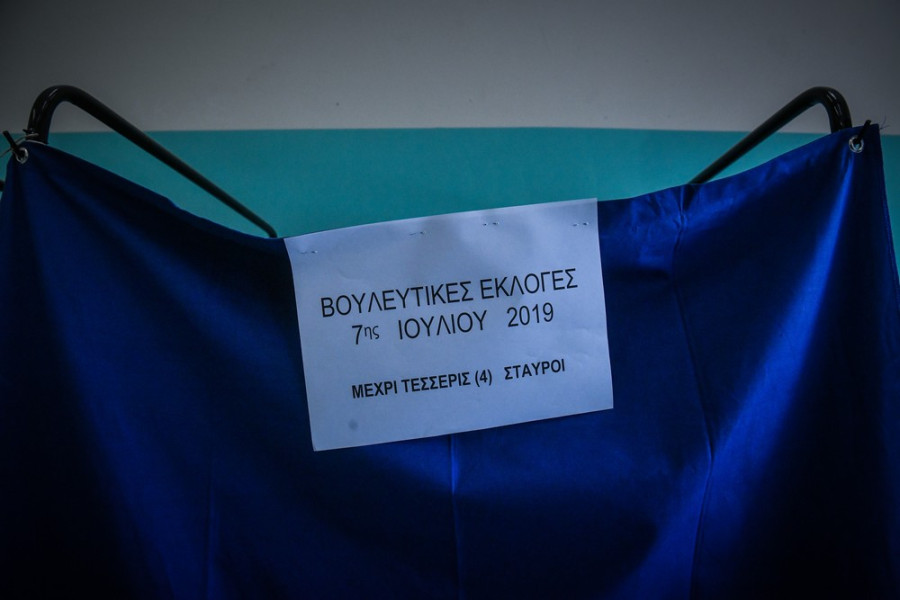 ΒΟΥΛΕΥΤΙΚΕΣ ΕΚΛΟΓΕΣ
7ης ΙΟΥΛΙΟΥ 2019
ΜΕΧΡΙ ΤΕΣΣΕΡΙΣ (4) ΣΤΑΥΡΟΙ